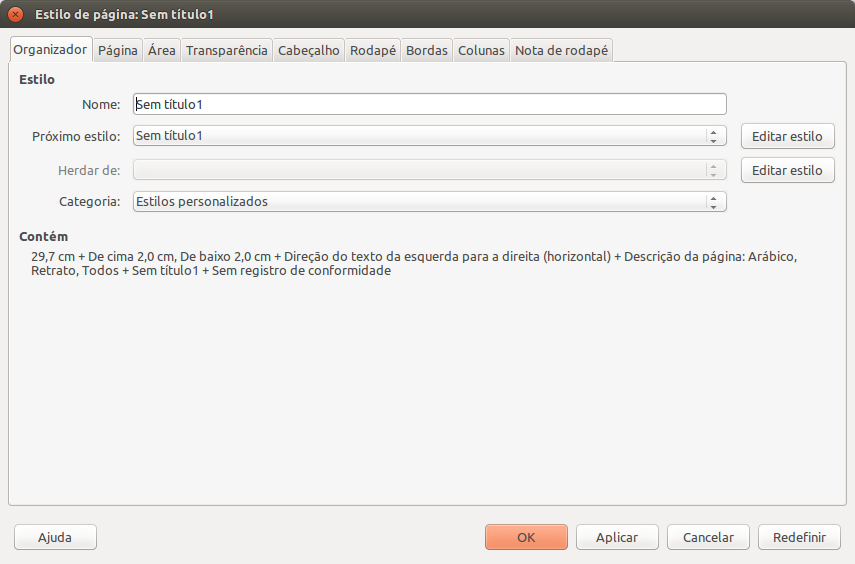 Estilo de página: Sem título1
Organizador Página Área Transparência Cabeçalho Rodapé Bordas Colunas Nota de rodapé
Estilo
Nome: Sem título1
Próximo estilo: Sem título1 Editar estilo
Herdar de: Editar estilo
Categoria: Estilos personalizados
Contém
29,7 cm + De cima 2,0 cm, De baixo 2,0 cm + Direção do texto da esquerda para a direita (horizontal) + Descrição da página: Arábico,
Retrato, Todos + Sem título1 + Sem registro de conformidade
Ajuda OK Aplicar Cancelar Redefinir